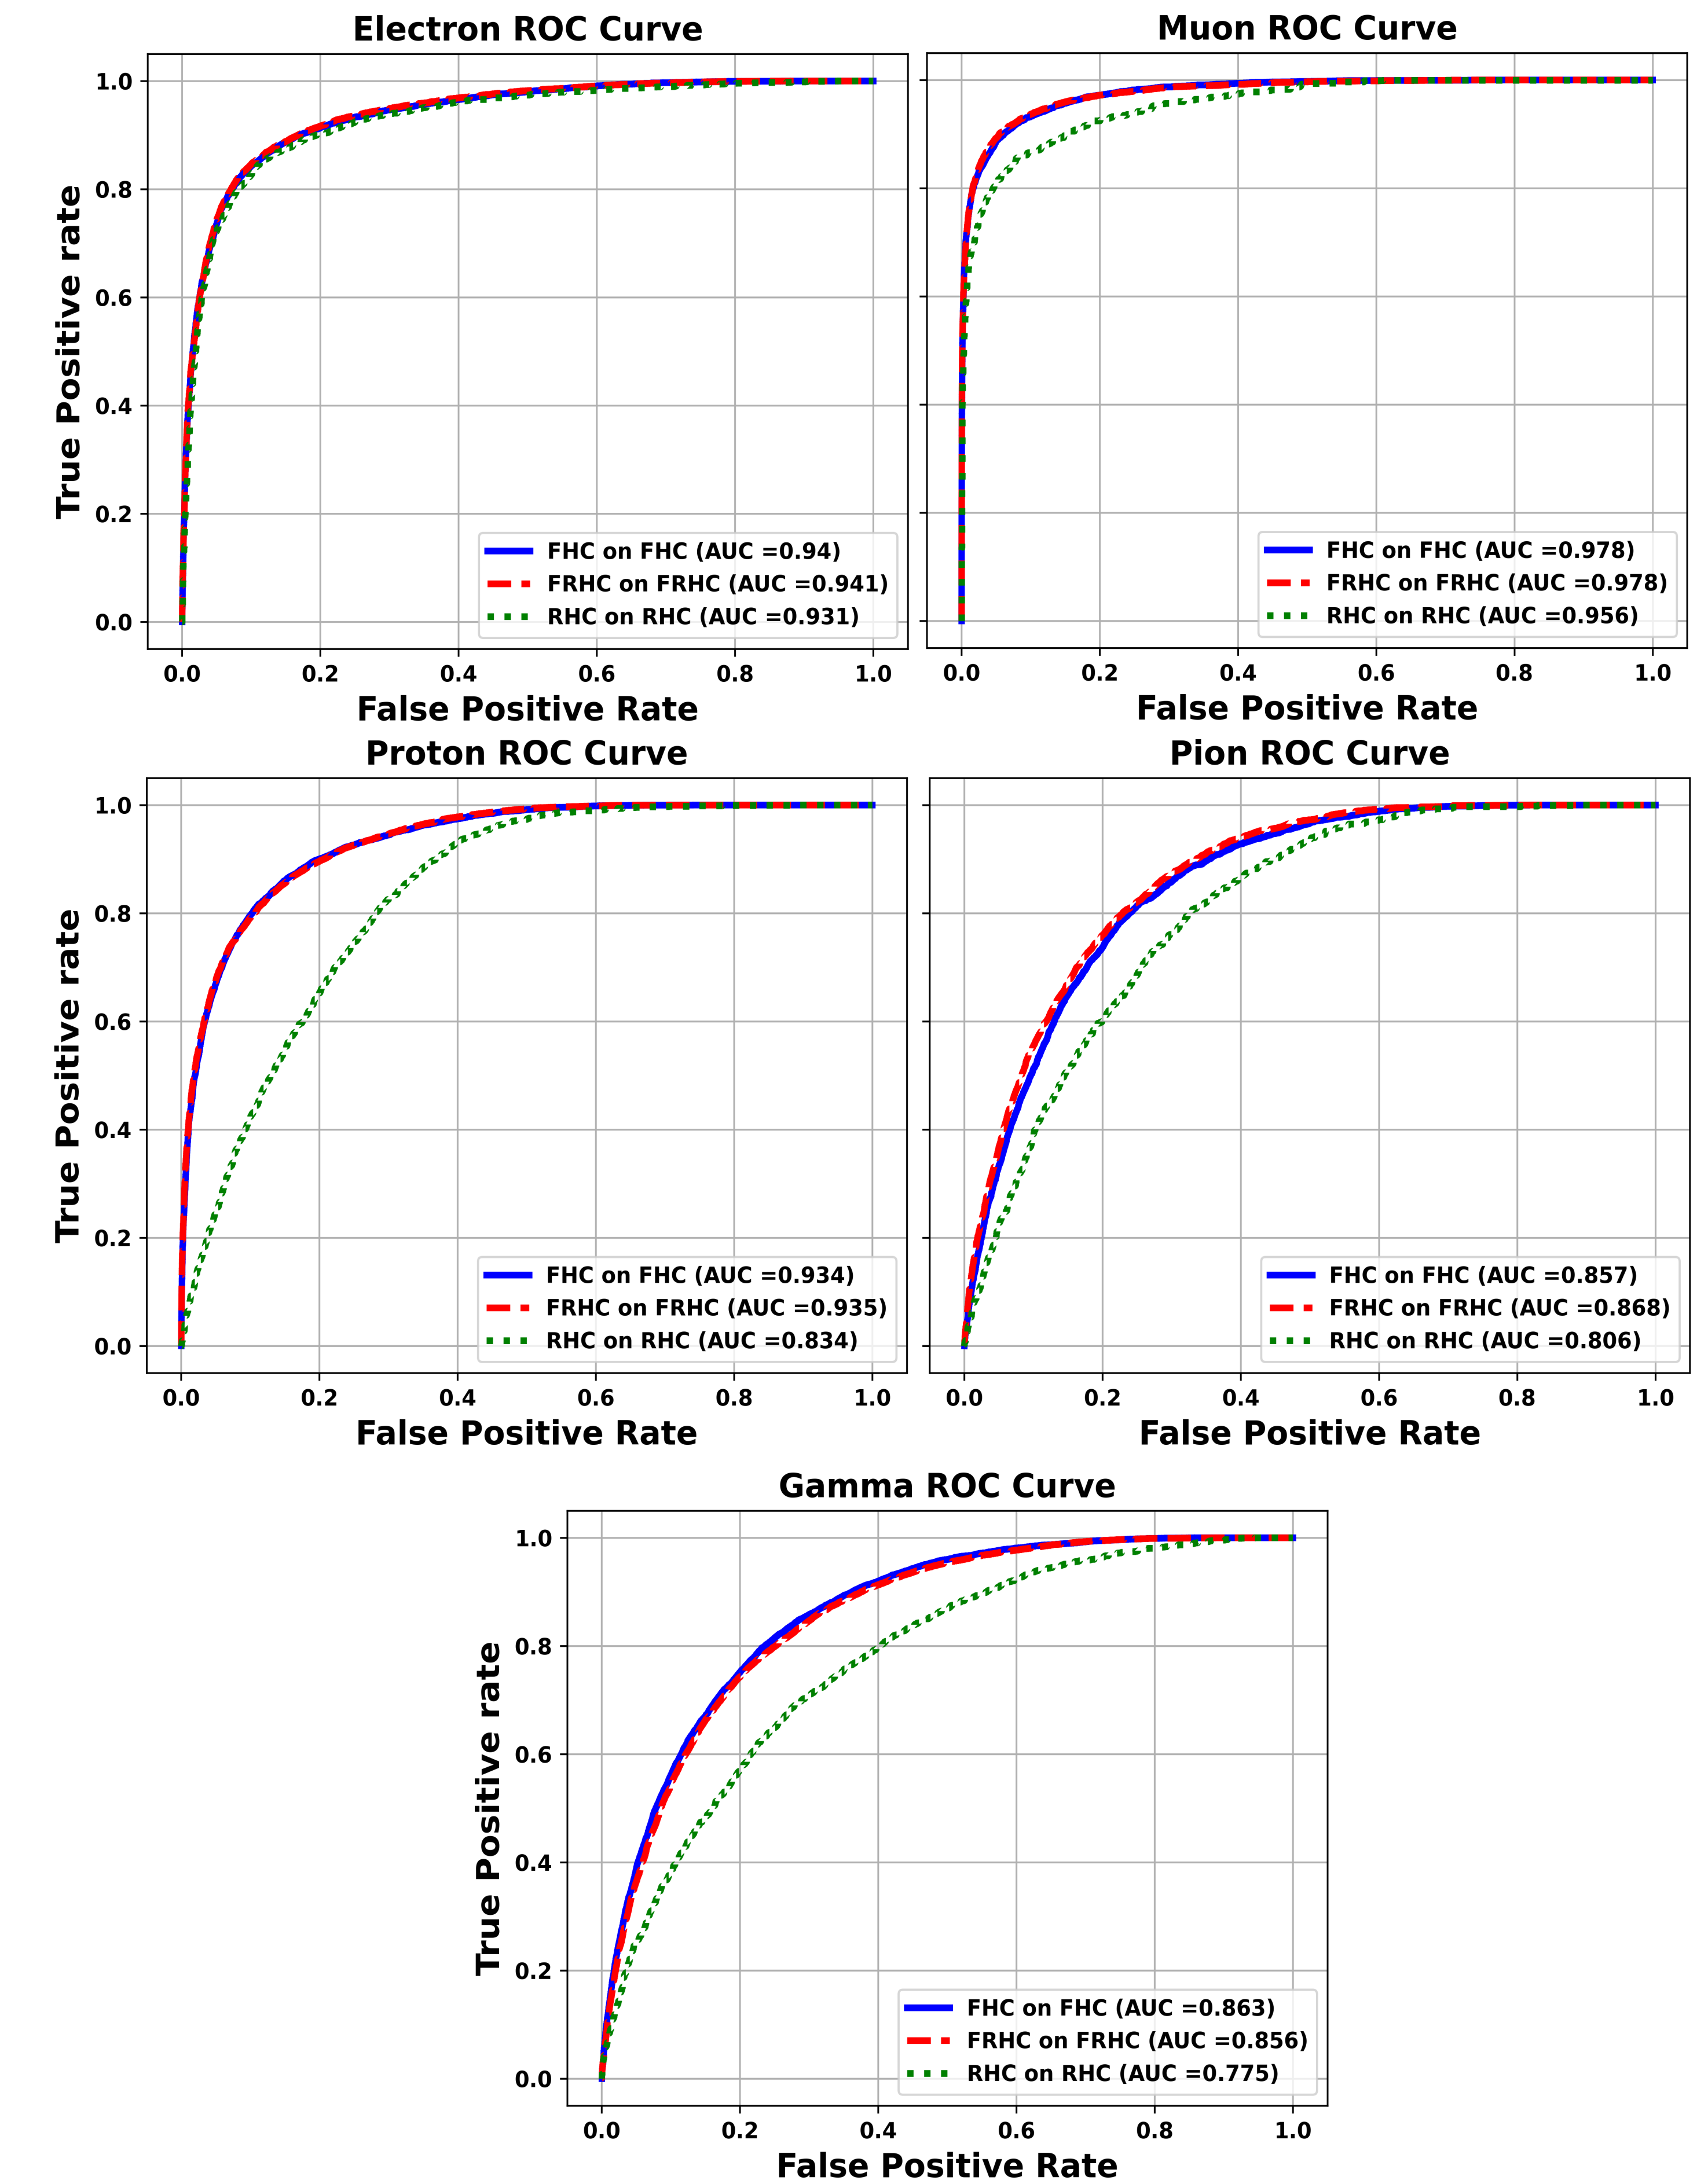 Electron ROC Curve
True Positive rate
1.0
0.8
0.6
0.4
0.2
0.0
FHC on FHC (AUC =0.94)
FRHC on FRHC (AUC =0.941)
RHC on RHC (AUC =0.931)
0.0 0.2 0.4 0.6 0.8 1.0
False Positive Rate
Muon ROC Curve
FHC on FHC (AUC =0.978)
FRHC on FRHC (AUC =0.978)
RHC on RHC (AUC =0.956)
0.0 0.2 0.4 0.6 0.8 1.0
False Positive Rate
Proton ROC Curve
True Positive rate
1.0
0.8
0.6
0.4
0.2
0.0
FHC on FHC (AUC =0.934)
FRHC on FRHC (AUC =0.935)
RHC on RHC (AUC =0.834)
0.0 0.2 0.4 0.6 0.8 1.0
False Positive Rate
Pion ROC Curve
FHC on FHC (AUC =0.857)
FRHC on FRHC (AUC =0.868)
RHC on RHC (AUC =0.806)
0.0 0.2 0.4 0.6 0.8 1.0
False Positive Rate
Gamma ROC Curve
True Positive rate
1.0
0.8
0.6
0.4
0.2
0.0
FHC on FHC (AUC =0.863)
FRHC on FRHC (AUC =0.856)
RHC on RHC (AUC =0.775)
0.0 0.2 0.4 0.6 0.8 1.0
False Positive Rate